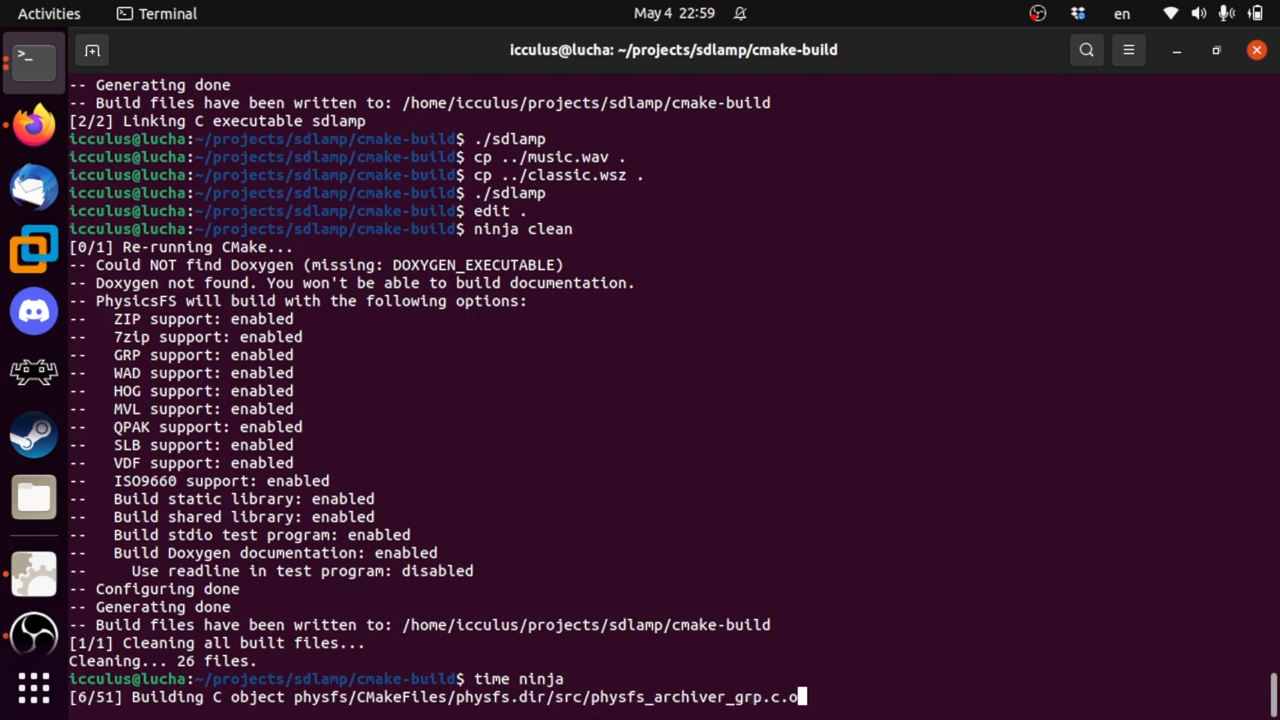 Activities
Terminal
May 4 22:59
en
icculus@lucha: ~/projects/sdlamp/cmake-build
-- Generating done
-- Build files have been written to: /home/icculus/projects/sdlamp/cmake-build
[2/2] Linking C executable sdlamp
icculus@lucha:~/projects/sdlamp/cmake-build$ ./sdlamp
icculus@lucha:~/projects/sdlamp/cmake-build$ cp ../music.wav .
icculus@lucha:~/projects/sdlamp/cmake-build$ cp ../classic.wsz .
icculus@lucha:~/projects/sdlamp/cmake-build$ ./sdlamp
icculus@lucha:~/projects/sdlamp/cmake-build$ edit .
icculus@lucha:~/projects/sdlamp/cmake-build$ ninja clean
[0/1] Re-running CMake...
-- Could NOT find Doxygen (missing: DOXYGEN_EXECUTABLE)
-- Doxygen not found. You won't be able to build documentation.
-- PhysicsFS will build with the following options:
--   ZIP support: enabled
--   7zip support: enabled
--   GRP support: enabled
--   WAD support: enabled
--   HOG support: enabled
--   MVL support: enabled
--   QPAK support: enabled
--   SLB support: enabled
--   VDF support: enabled
--   ISO9660 support: enabled
--   Build static library: enabled
--   Build shared library: enabled
--   Build stdio test program: enabled
--   Build Doxygen documentation: enabled
--     Use readline in test program: disabled
-- Configuring done
-- Generating done
-- Build files have been written to: /home/icculus/projects/sdlamp/cmake-build
[1/1] Cleaning all built files...
Cleaning... 26 files.
icculus@lucha:~/projects/sdlamp/cmake-build$ time ninja
[6/51] Building C object physfs/CMakeFiles/physfs.dir/src/physfs_archiver_grp.c.o